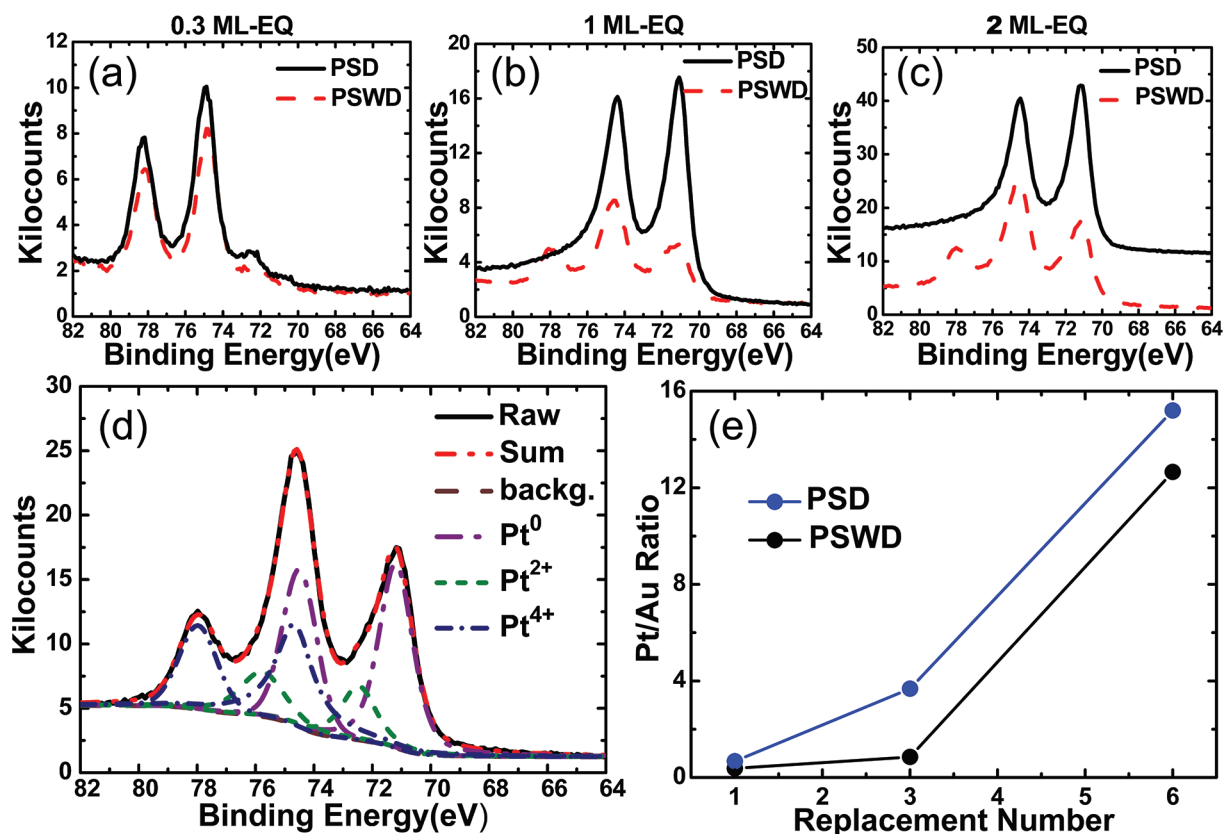 0.3 ML-EQ
1 ML-EQ
2 ML-EQ
(a)
PSD
PSWD
12
10
8
6
4
2
0
Kilocounts
82 80 78 76 74 72 70 68 66 64
Binding Energy(eV)
(b)
PSD
PSWD
20
16
12
8
4
0
Kilocounts
82 80 78 76 74 72 70 68 66 64
Binding Energy(eV)
(c)
PSD
PSWD
50
40
30
20
10
0
Kilocounts
82 80 78 76 74 72 70 68 66 64
Binding Energy(eV)
(d)
Raw
Sum
backg.
Pt⁰
Pt²⁺
Pt⁴⁺
30
25
20
15
10
5
0
Kilocounts
82 80 78 76 74 72 70 68 66 64
Binding Energy(eV)
(e)
PSD
PSWD
16
12
8
4
0
Pt/Au Ratio
1 2 3 4 5 6
Replacement Number